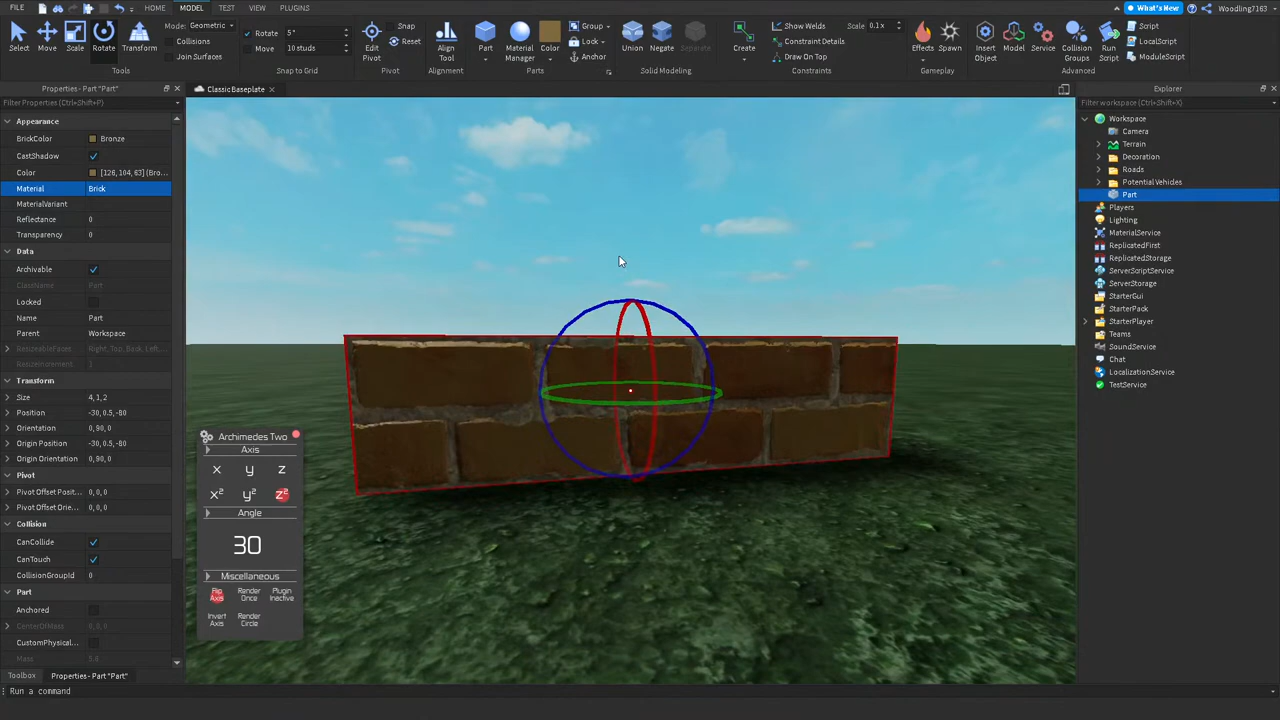 FILE HOME MODEL TEST VIEW PLUGINS What's New Woodling7163
Select Move Scale Rotate Transform
Mode: Geometric
Collisions
Join Surfaces
Tools
Rotate 5°
Move 10 studs
Snap to Grid
Edit Pivot
Snap
Reset
Pivot
Align Tool
Alignment
Part Material Manager Color
Group
Lock
Anchor
Parts
Union Negate Separate
Solid Modeling
Create
Show Welds
Constraint Details
Draw On Top
Scale 0.1x
Constraints
Effects Spawn
Gameplay
Insert Object Model Service Collision Groups Run Script
Script
LocalScript
ModuleScript
Advanced
Properties - Part "Part"
Filter Properties (Ctrl+Shift+P)
Appearance
BrickColor Bronze
CastShadow
Color [126, 104, 63] (Bro...
Material Brick
MaterialVariant
Reflectance 0
Transparency 0
Data
Archivable
ClassName Part
Locked
Name Part
Parent Workspace
ResizeableFaces Right, Top, Back, Left...
ResizeIncrement 1
Transform
Size 4,1,2
Position -30,0.5,-80
Orientation 0,90,0
Origin Position -30,0.5,-80
Origin Orientation 0,90,0
Pivot
Pivot Offset Posit... 0,0,0
Pivot Offset Orie... 0,0,0
Collision
CanCollide
CanTouch
CollisionGroupId 0
Part
Anchored
CenterOfMass 0,0,0
CustomPhysical...
Mass 5.6
Toolbox Properties - Part "Part"
Run a command
Classic Baseplate
Archimedes Two
Axis
x y z
x² y² z²
Angle
30
Miscellaneous
Flip Axis Render Once Plugin Inactive
Invert Axis Render Circle
Explorer
Filter workspace (Ctrl+Shift+X)
Workspace
Camera
Terrain
Decoration
Roads
Potential Vehicles
Part
Players
Lighting
MaterialService
ReplicatedFirst
ReplicatedStorage
ServerScriptService
ServerStorage
StarterGui
StarterPack
StarterPlayer
Teams
SoundService
Chat
LocalizationService
TestService